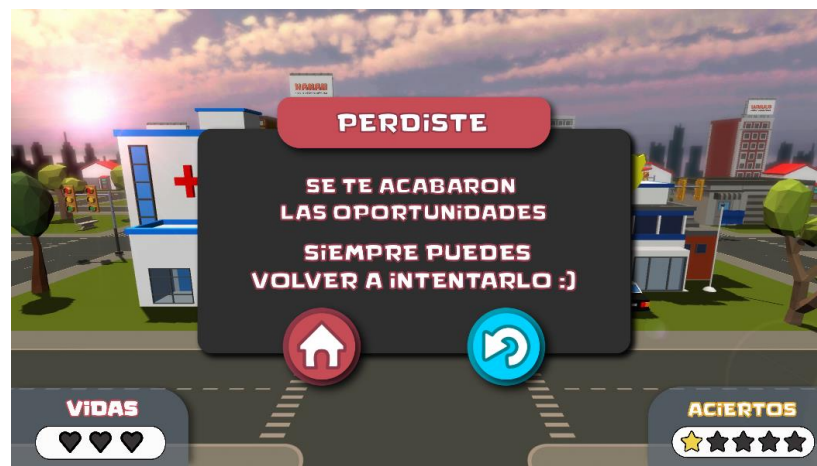 PERDiSTE
SE TE ACABARON
LAS OPORTUNiDADES
SiEMPRE PUEDES
VOLVER A iNTENTARLO :)
ViDAS
ACiERTOS